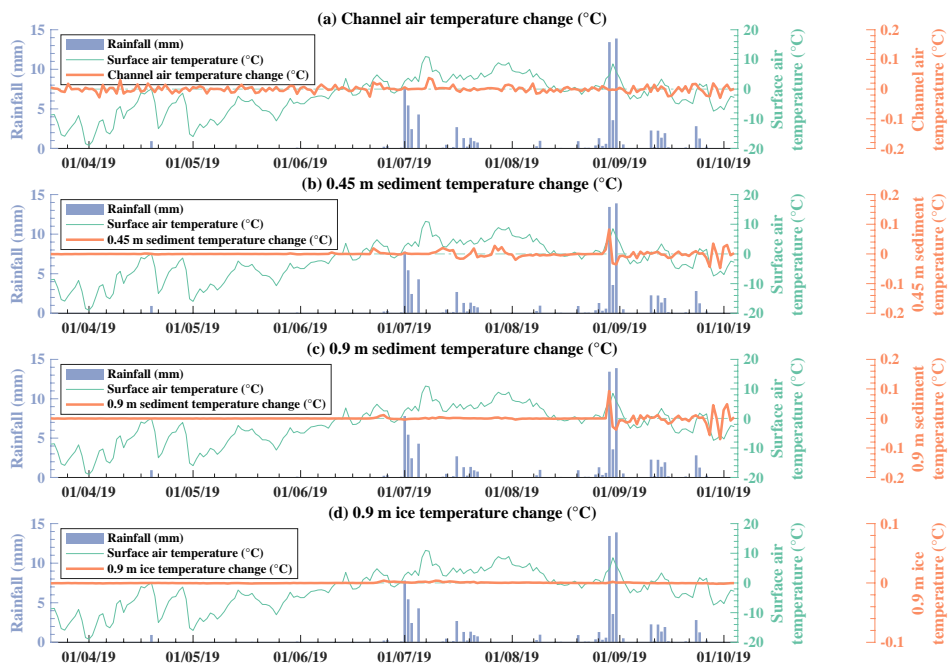 (a) Channel air temperature change (°C)
Rainfall (mm)
Surface air temperature (°C)
Channel air temperature change (°C)
15
10
5
0
Rainfall (mm)
20
10
0
-10
-20
Surface air
temperature (°C)
0.2
0.1
0
-0.1
-0.2
Channel air
temperature (°C)
01/04/19 01/05/19 01/06/19 01/07/19 01/08/19 01/09/19 01/10/19
(b) 0.45 m sediment temperature change (°C)
Rainfall (mm)
Surface air temperature (°C)
0.45 m sediment temperature change (°C)
15
10
5
0
Rainfall (mm)
20
10
0
-10
-20
Surface air
temperature (°C)
0.2
0.1
0
-0.1
-0.2
0.45 m sediment
temperature (°C)
01/04/19 01/05/19 01/06/19 01/07/19 01/08/19 01/09/19 01/10/19
(c) 0.9 m sediment temperature change (°C)
Rainfall (mm)
Surface air temperature (°C)
0.9 m sediment temperature change (°C)
15
10
5
0
Rainfall (mm)
20
10
0
-10
-20
Surface air
temperature (°C)
0.2
0.1
0
-0.1
-0.2
0.9 m sediment
temperature (°C)
01/04/19 01/05/19 01/06/19 01/07/19 01/08/19 01/09/19 01/10/19
(d) 0.9 m ice temperature change (°C)
Rainfall (mm)
Surface air temperature (°C)
0.9 m ice temperature change (°C)
15
10
5
0
Rainfall (mm)
20
10
0
-10
-20
Surface air
temperature (°C)
0.1
0
-0.1
0.9 m ice
temperature (°C)
01/04/19 01/05/19 01/06/19 01/07/19 01/08/19 01/09/19 01/10/19